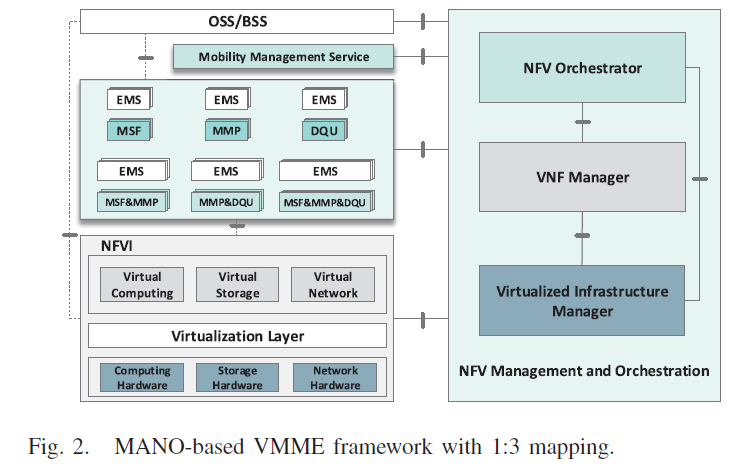 OSS/BSS
Mobility Management Service
EMS
EMS
EMS
MSF
MMP
DQU
EMS
EMS
EMS
MSF&MMP
MMP&DQU
MSF&MMP&DQU
NFVI
Virtual
Computing
Virtual
Storage
Virtual
Network
Virtualization Layer
Computing
Hardware
Storage
Hardware
Network
Hardware
NFV Orchestrator
VNF Manager
Virtualized Infrastructure
Manager
NFV Management and Orchestration
Fig. 2. MANO-based VMME framework with 1:3 mapping.